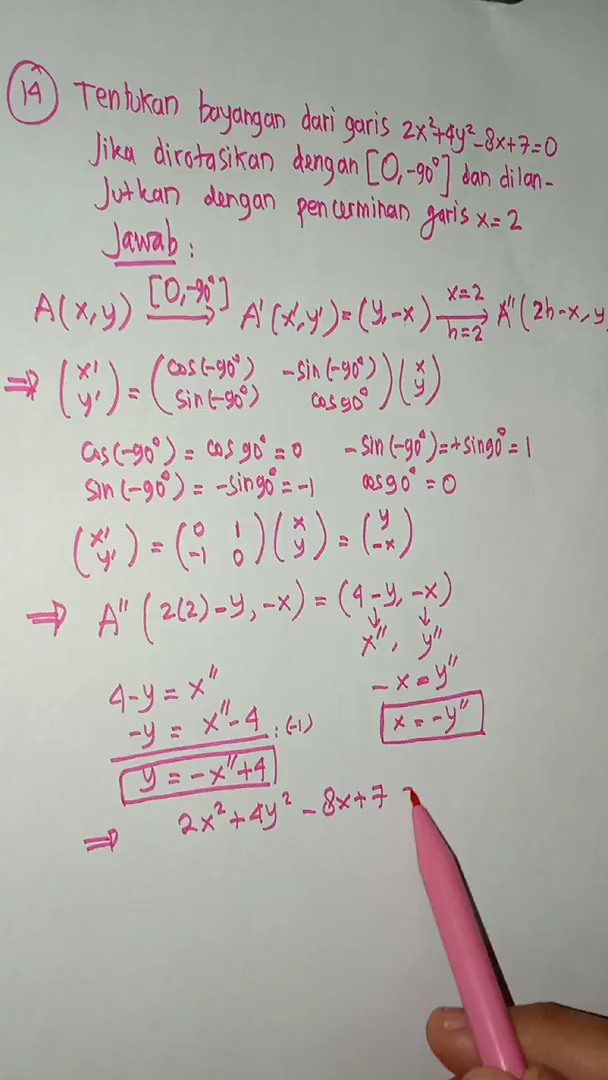 14 Tentukan bayangan dari garis 2x²+4y²-8x+7=0
Jika dirotasikan dengan [0,-90°] dan dilan-
Jutkan dengan pencerminan garis x=2
Jawab :
A(x,y) [0,-90°]→ A'(x',y')=(y,-x) x=2→ h=2 A''(2h-x, y
⇒ (x' y') = (cos(-90°) -sin(-90°) sin(-90°) cos90°)(x y)
cos(-90°) = cos 90° = 0 -sin(-90°)=+sin90°=1
sin(-90°) = -sin90° = -1 cos90° = 0
(x' y') = (0 1 -1 0)(x y) = (y -x)
⇒ A''(2(2)-y, -x) = (4-y, -x)
↓ ↓
x'', y''
4-y = x'' -x = y''
-y = x''-4 :(-1) x = -y''
y = -x''+4
⇒ 2x²+4y²-8x+7 -